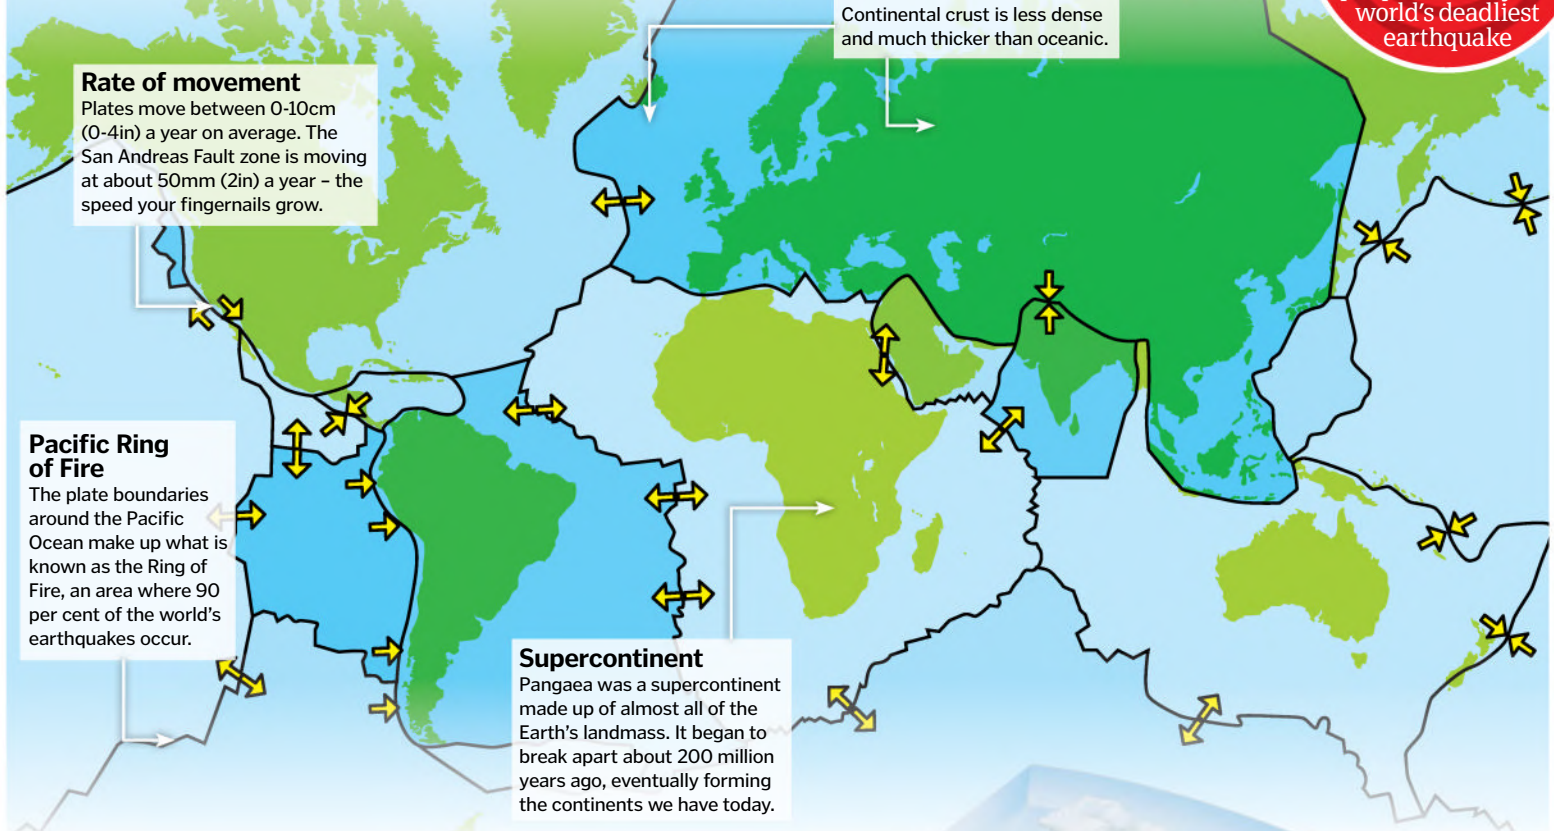 Continental crust is less dense
and much thicker than oceanic.
world's deadliest
earthquake
Rate of movement
Plates move between 0-10cm
(0-4in) a year on average. The
San Andreas Fault zone is moving
at about 50mm (2in) a year – the
speed your fingernails grow.
Pacific Ring
of Fire
The plate boundaries
around the Pacific
Ocean make up what is
known as the Ring of
Fire, an area where 90
per cent of the world's
earthquakes occur.
Supercontinent
Pangaea was a supercontinent
made up of almost all of the
Earth's landmass. It began to
break apart about 200 million
years ago, eventually forming
the continents we have today.